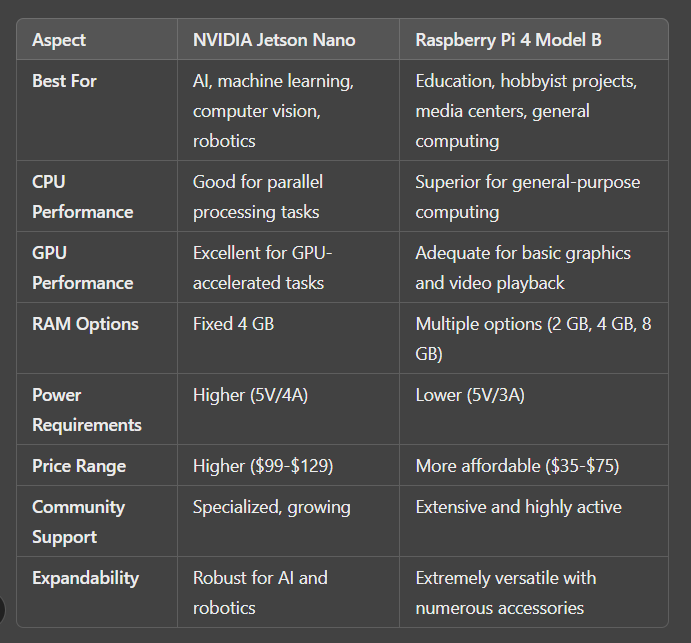 Aspect NVIDIA Jetson Nano Raspberry Pi 4 Model B
Best For AI, machine learning, Education, hobbyist projects,
computer vision, media centers, general
robotics computing
CPU Good for parallel Superior for general-purpose
Performance processing tasks computing
GPU Excellent for GPU- Adequate for basic graphics
Performance accelerated tasks and video playback
RAM Options Fixed 4 GB Multiple options (2 GB, 4 GB, 8
GB)
Power Higher (5V/4A) Lower (5V/3A)
Requirements
Price Range Higher ($99-$129) More affordable ($35-$75)
Community Specialized, growing Extensive and highly active
Support
Expandability Robust for AI and Extremely versatile with
robotics numerous accessories